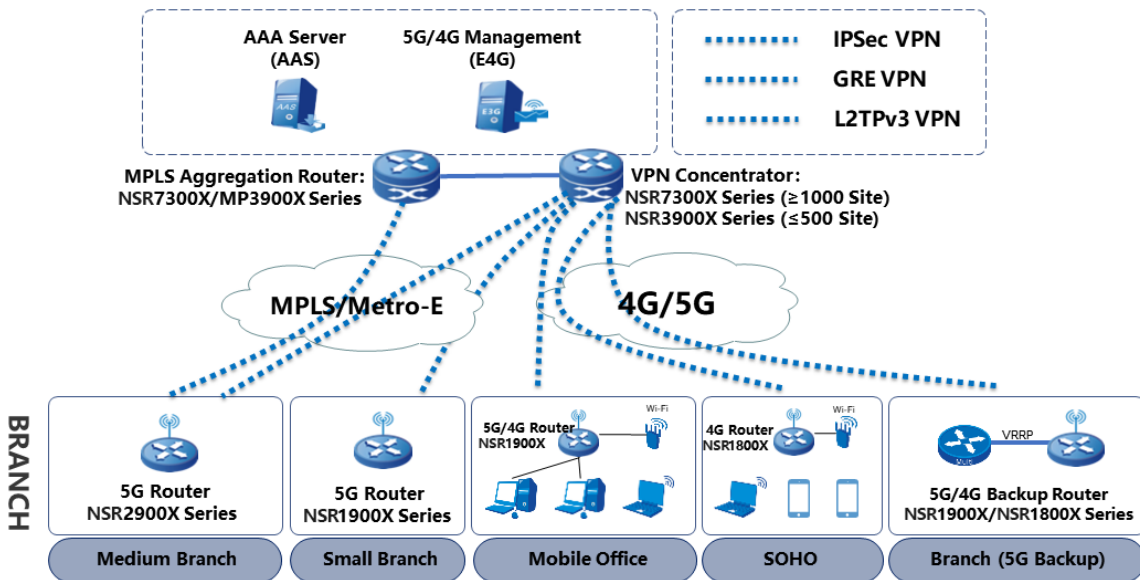 AAA Server
(AAS)
5G/4G Management
(E4G)
AAS
E3G
IPSec VPN
GRE VPN
L2TPv3 VPN
MPLS Aggregation Router:
NSR7300X/MP3900X Series
VPN Concentrator:
NSR7300X Series (≥1000 Site)
NSR3900X Series (≤500 Site)
MPLS/Metro-E
4G/5G
BRANCH
5G Router
NSR2900X Series
Medium Branch
5G Router
NSR1900X Series
Small Branch
5G/4G Router
NSR1900X
Wi-Fi
Mobile Office
4G Router
NSR1800X
Wi-Fi
SOHO
VRRP
5G/4G Backup Router
NSR1900X/NSR1800X Series
Branch (5G Backup)